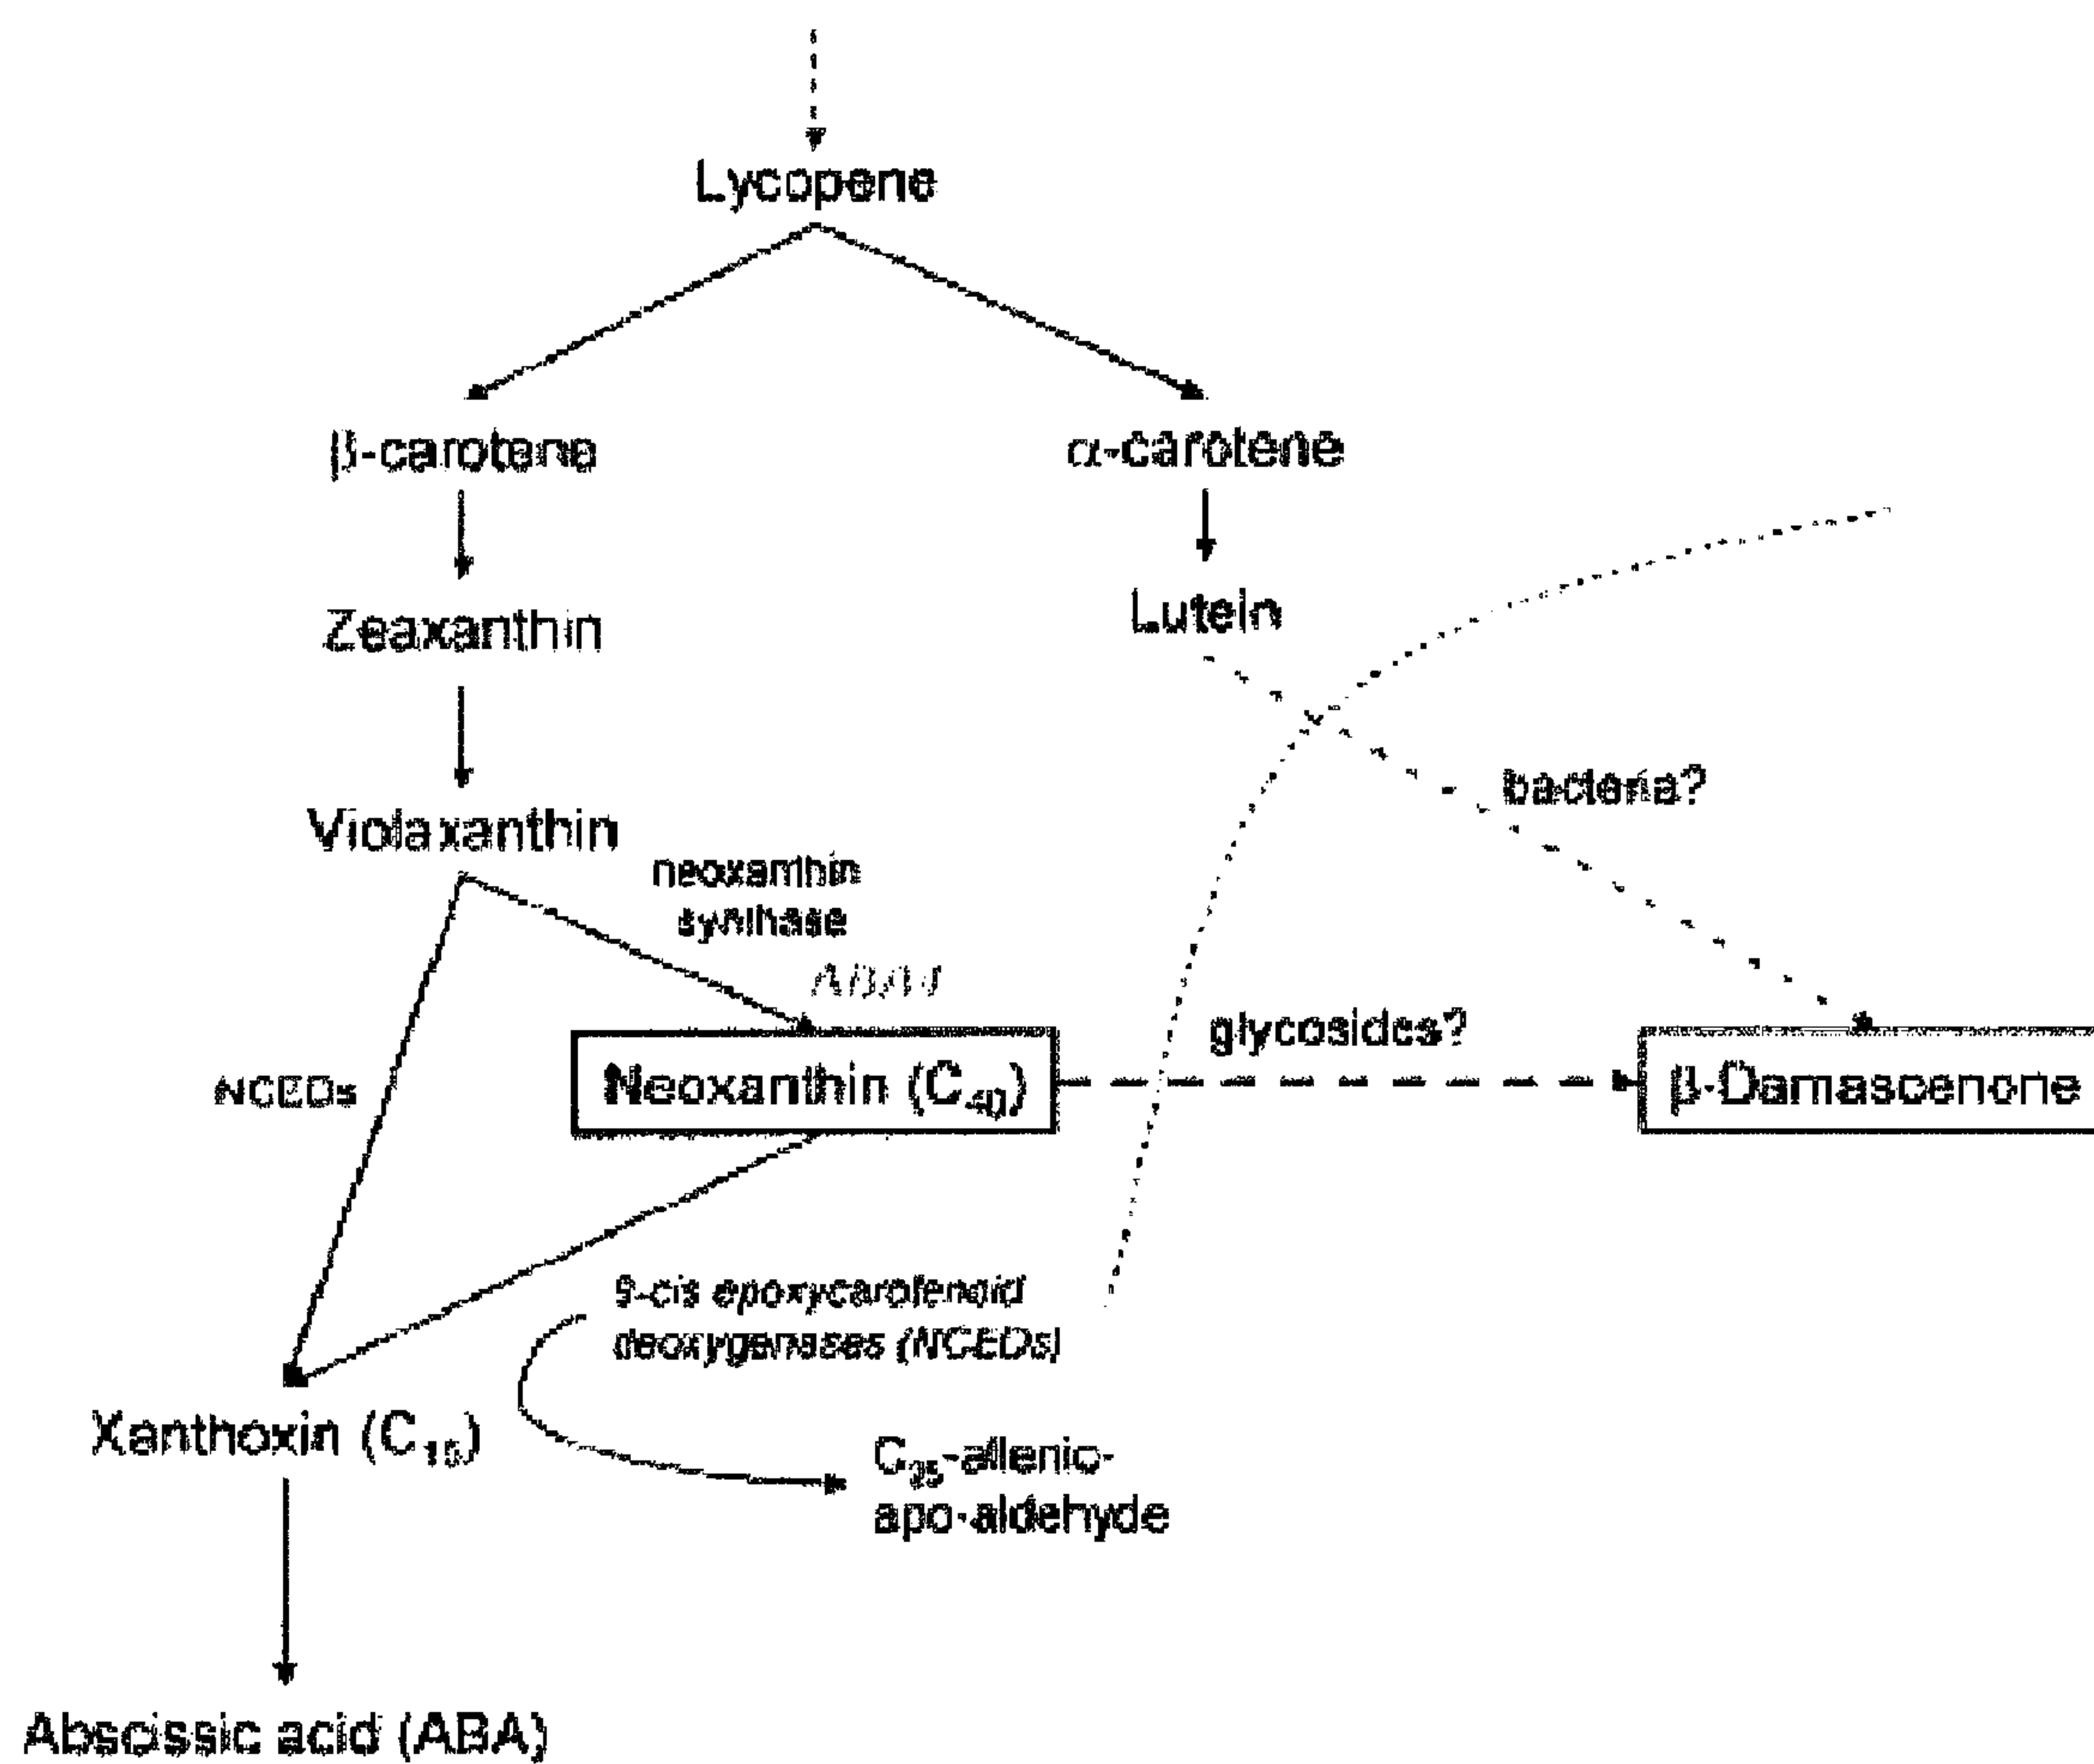 Lycopene
β-carotene
α-carotene
Zeaxanthin
Lutein
bacteria?
Violaxanthin
neoxanthin
synthase
ABA4
glycosides?
NCEDs
Neoxanthin (C₄₀)
β-Damascenone
9-cis epoxycarotenoid
deoxygenases (NCEDs)
Xanthoxin (C₁₅)
C₂₅-allenic-
apo-aldehyde
Abscissic acid (ABA)